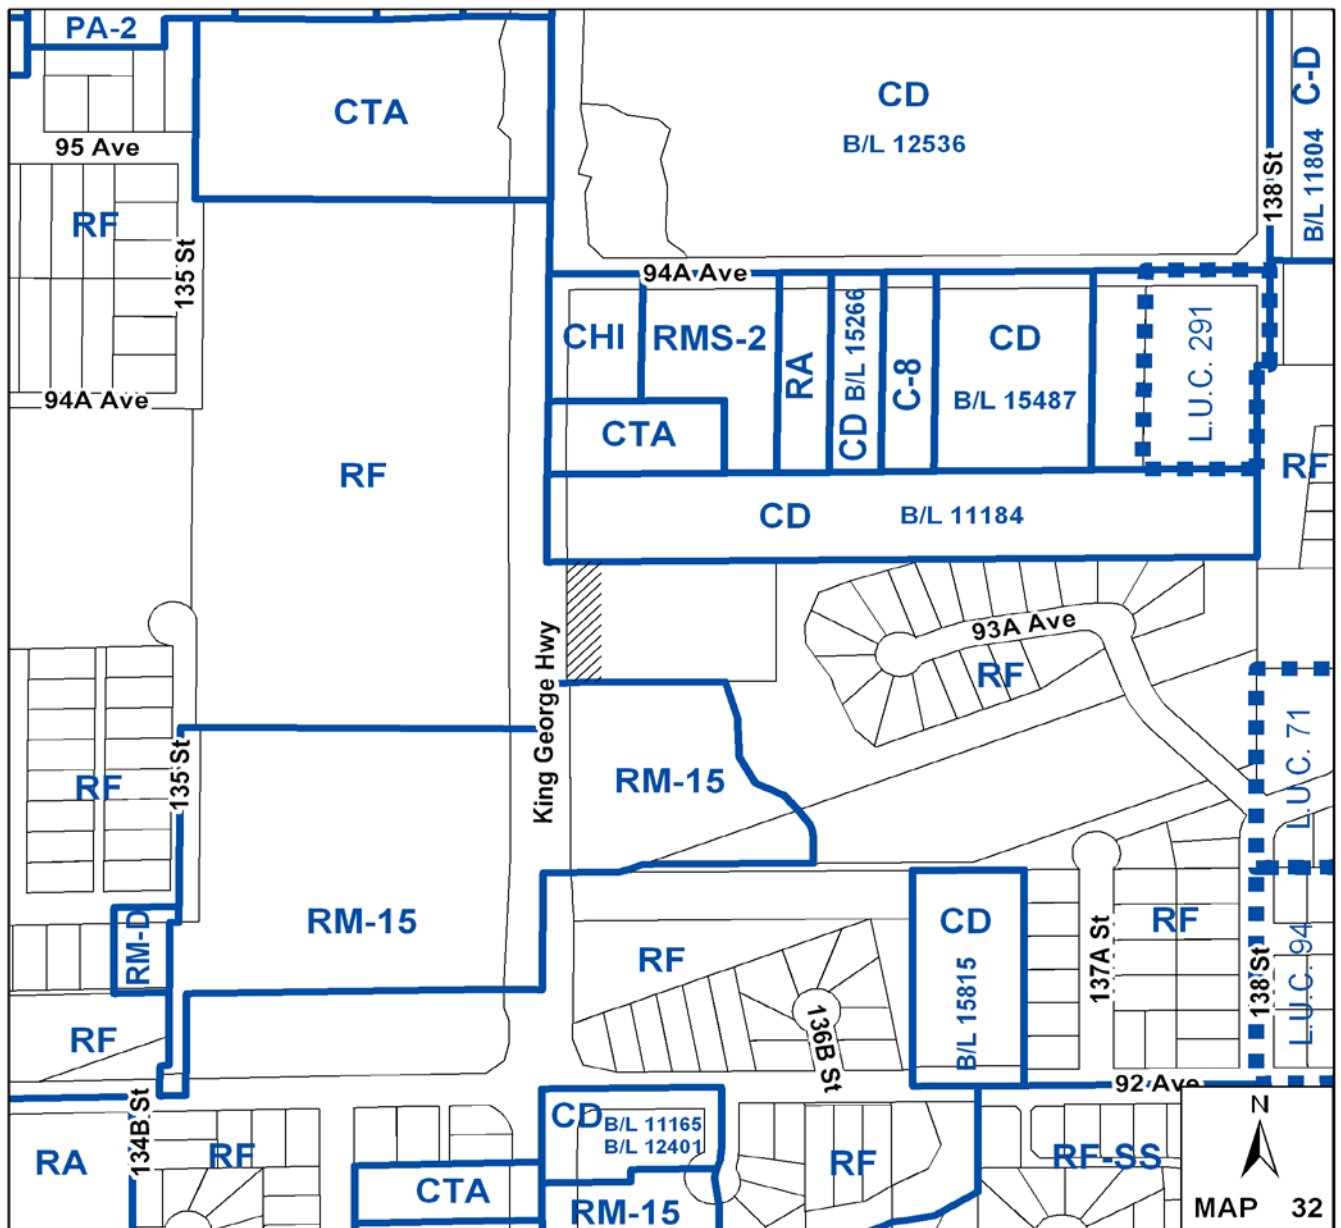 PA-2
CTA
CD
B/L 12536
C-D
B/L 11804
138 St
95 Ave
RF
135 St
94A Ave
94A Ave
CHI
RMS-2
RA
CD B/L 15266
C-8
CD
B/L 15487
L.U.C. 291
CTA
RF
RF
CD
B/L 11184
93A Ave
RF
King George Hwy
RM-15
L.U.C. 71
RF
135 St
RM-D
RM-15
RF
CD
B/L 15815
137A St
RF
138 St
L.U.C. 94
RF
136B St
92 Ave
134B St
RA
RF
CTA
CD
B/L 11165
B/L 12401
RM-15
RF
RF-SS
N
MAP 32